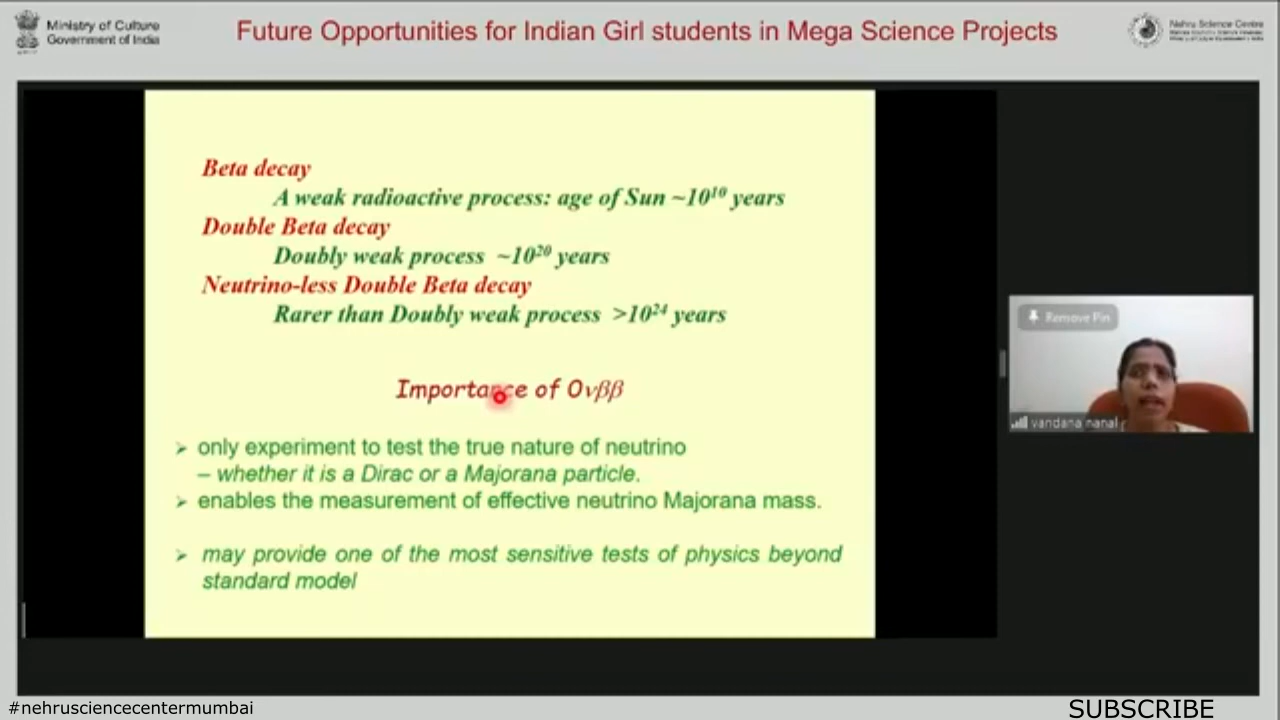 Ministry of Culture
Government of India
Future Opportunities for Indian Girl students in Mega Science Projects
Nehru Science Centre
Beta decay
A weak radioactive process: age of Sun ~10¹⁰ years
Double Beta decay
Doubly weak process ~10²⁰ years
Neutrino-less Double Beta decay
Rarer than Doubly weak process >10²⁴ years
Importance of 0νββ
➢ only experiment to test the true nature of neutrino
– whether it is a Dirac or a Majorana particle.
➢ enables the measurement of effective neutrino Majorana mass.
➢ may provide one of the most sensitive tests of physics beyond
standard model
Remove Pin
vandana nanal
#nehrusciencecentermumbai
SUBSCRIBE